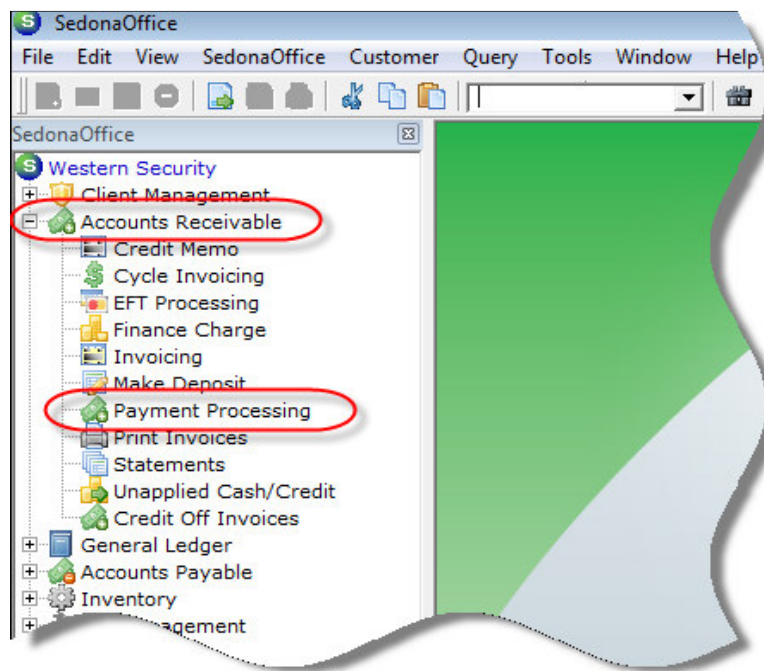 SedonaOffice
File Edit View SedonaOffice Customer Query Tools Window Help
SedonaOffice
Western Security
Client Management
Accounts Receivable
Credit Memo
Cycle Invoicing
EFT Processing
Finance Charge
Invoicing
Make Deposit
Payment Processing
Print Invoices
Statements
Unapplied Cash/Credit
Credit Off Invoices
General Ledger
Accounts Payable
Inventory